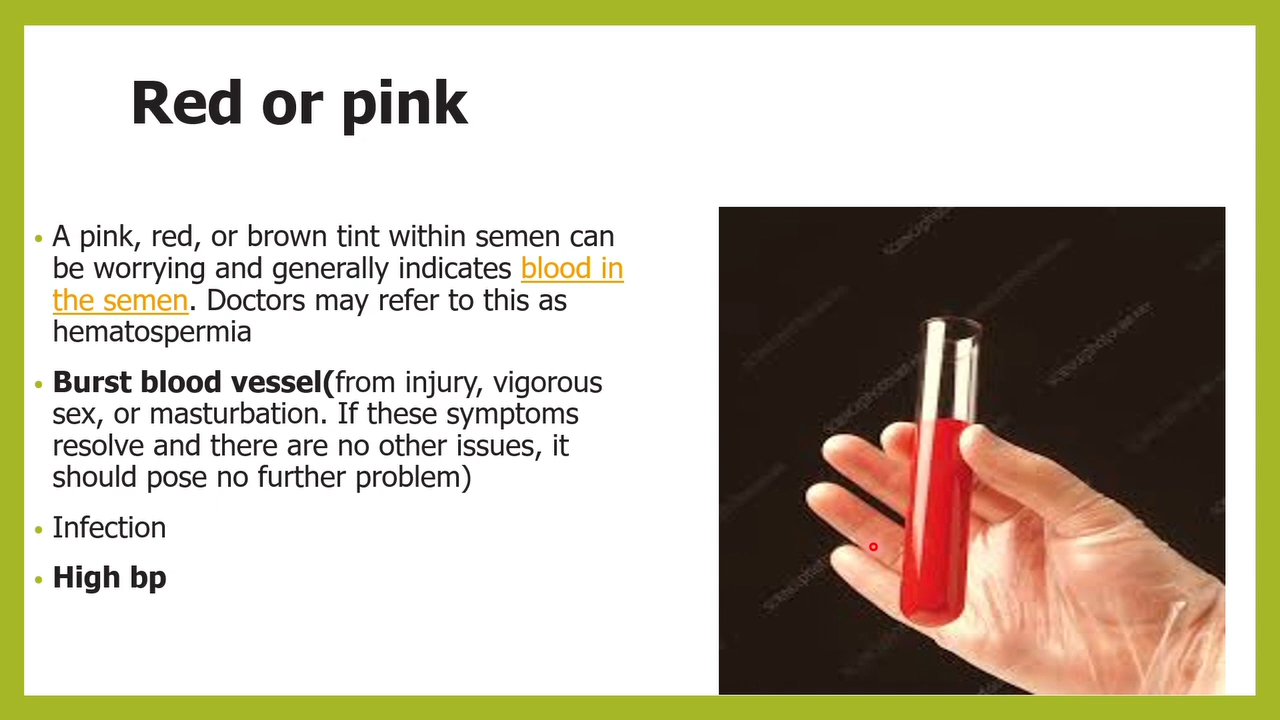 Red or pink
• A pink, red, or brown tint within semen can
be worrying and generally indicates blood in
the semen. Doctors may refer to this as
hematospermia
• Burst blood vessel(from injury, vigorous
sex, or masturbation. If these symptoms
resolve and there are no other issues, it
should pose no further problem)
• Infection
• High bp